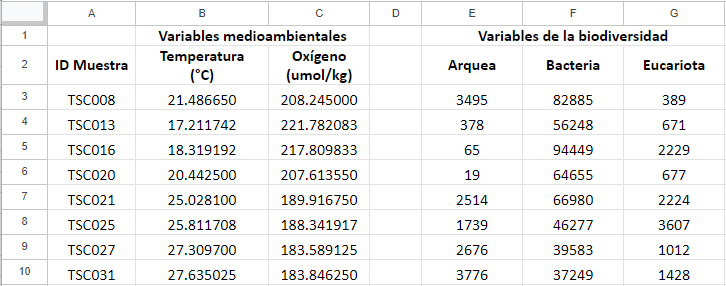 A B C D E F G
1 Variables medioambientales Variables de la biodiversidad
2 ID Muestra Temperatura (°C) Oxígeno (umol/kg) Arquea Bacteria Eucariota
3 TSC008 21.486650 208.245000 3495 82885 389
4 TSC013 17.211742 221.782083 378 56248 671
5 TSC016 18.319192 217.809833 65 94449 2229
6 TSC020 20.442500 207.613550 19 64655 677
7 TSC021 25.028100 189.916750 2514 66980 2224
8 TSC025 25.811708 188.341917 1739 46277 3607
9 TSC027 27.309700 183.589125 2676 39583 1012
10 TSC031 27.635025 183.846250 3776 37249 1428